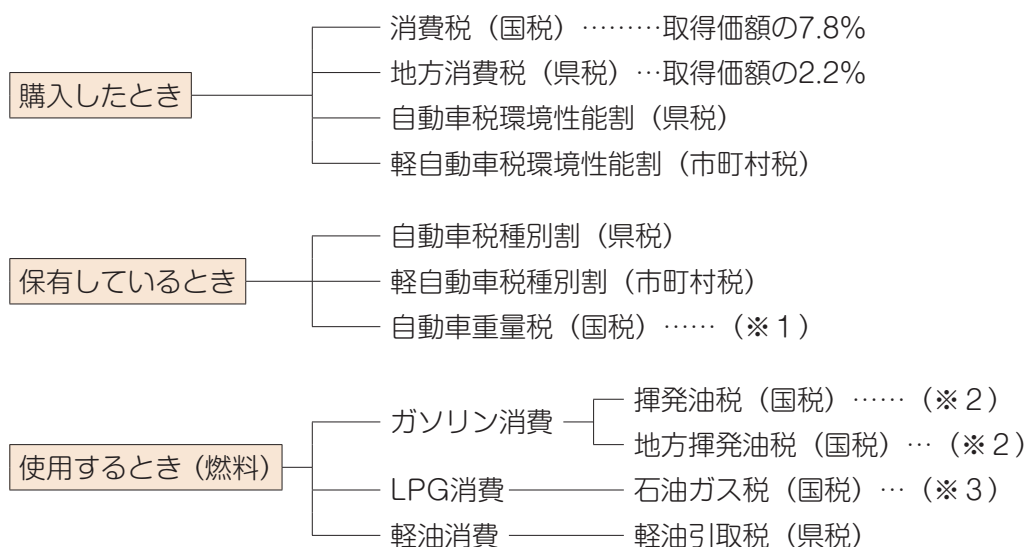 購入したとき
消費税（国税）………取得価額の7.8%
地方消費税（県税）…取得価額の2.2%
自動車税環境性能割（県税）
軽自動車税環境性能割（市町村税）
保有しているとき
自動車税種別割（県税）
軽自動車税種別割（市町村税）
自動車重量税（国税）……（※１）
使用するとき（燃料）
ガソリン消費
揮発油税（国税）……（※２）
地方揮発油税（国税）…（※２）
LPG消費
石油ガス税（国税）…（※３）
軽油消費
軽油引取税（県税）